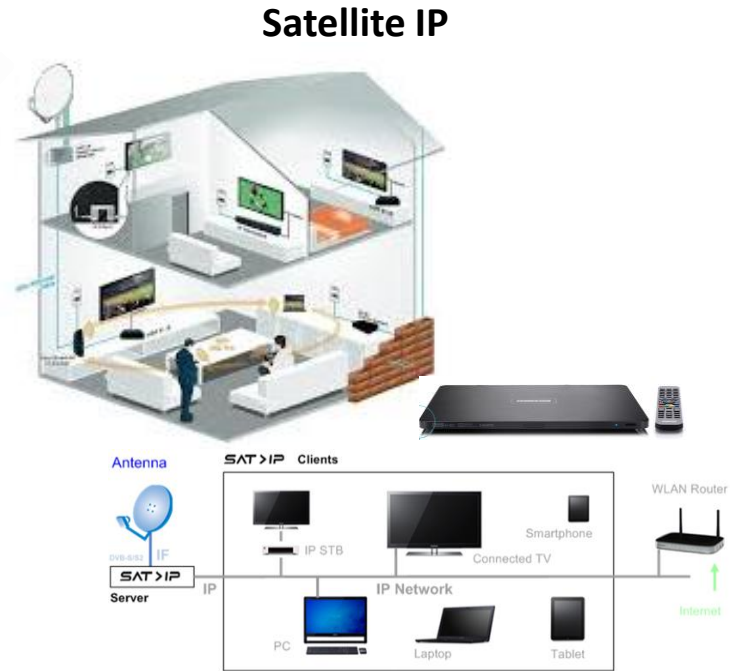 Satellite IP
SAT>IP Clients
Antenna
WLAN Router
Smartphone
IP STB
Connected TV
DVB-S/S2 IF
SAT>IP
IP
IP Network
Server
Internet
PC
Laptop
Tablet